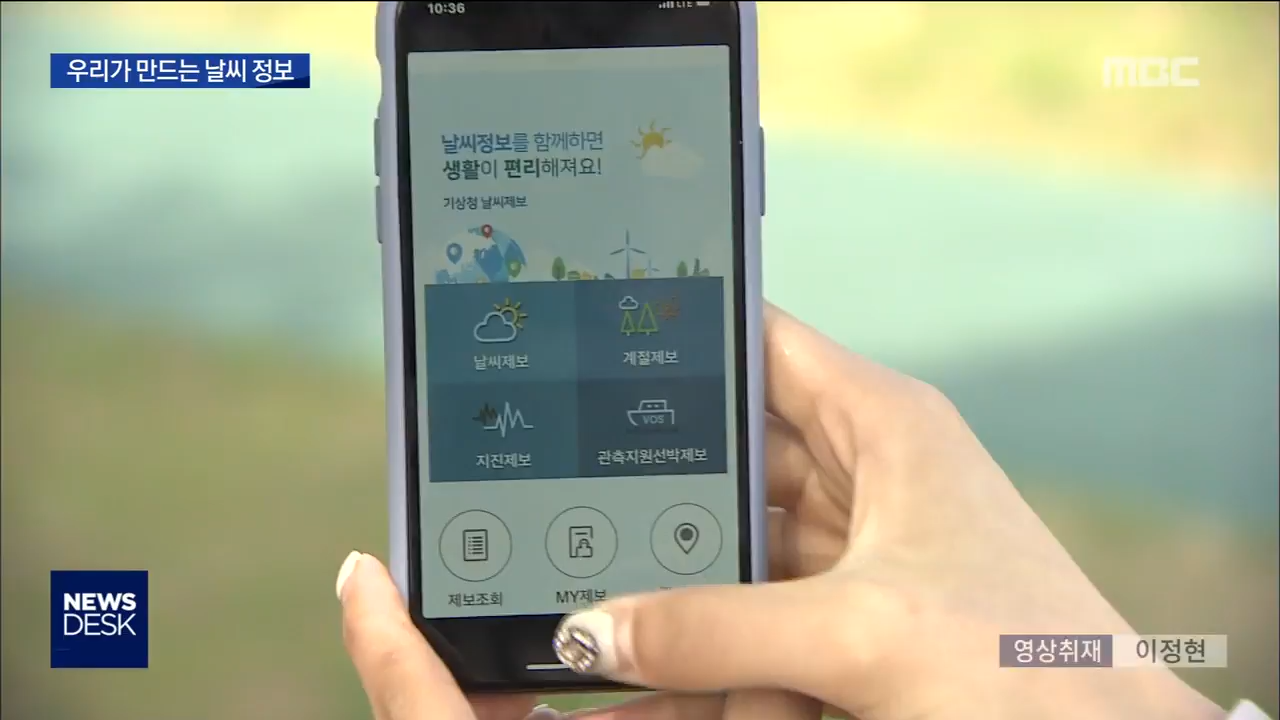 10:36
LTE
우리가 만드는 날씨 정보
MBC
날씨정보를 함께하면
생활이 편리해져요!
기상청 날씨제보
날씨제보
계절제보
VOS
지진제보
관측지원선박제보
제보조회
MY제보
NEWS
DESK
영상취재 이정현